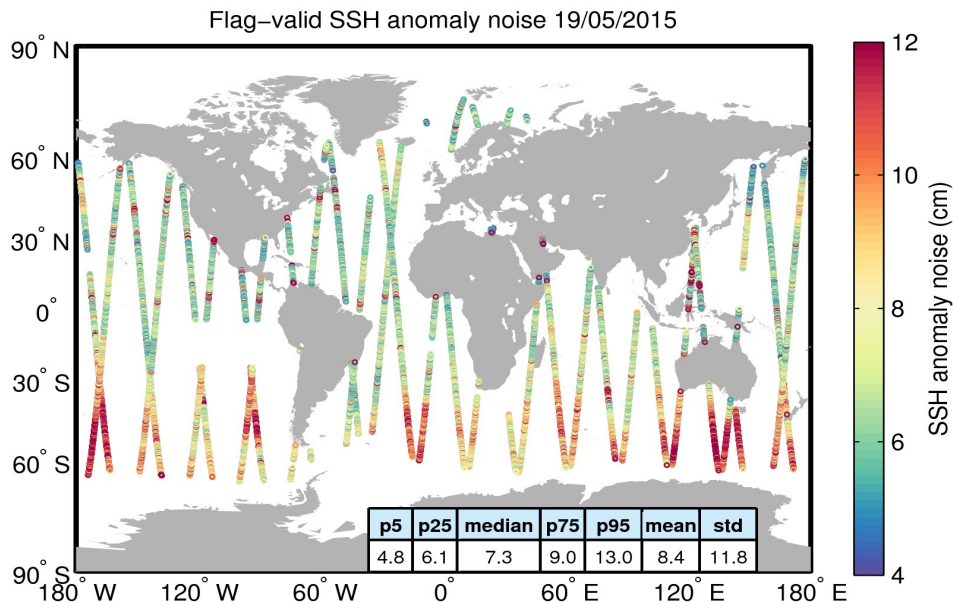 Flag−valid SSH anomaly noise 19/05/2015
90° N
60° N
30° N
0°
30° S
60° S
90° S
180° W 120° W 60° W 0° 60° E 120° E 180° E
p5 p25 median p75 p95 mean std
4.8 6.1 7.3 9.0 13.0 8.4 11.8
12
10
8
6
4
SSH anomaly noise (cm)